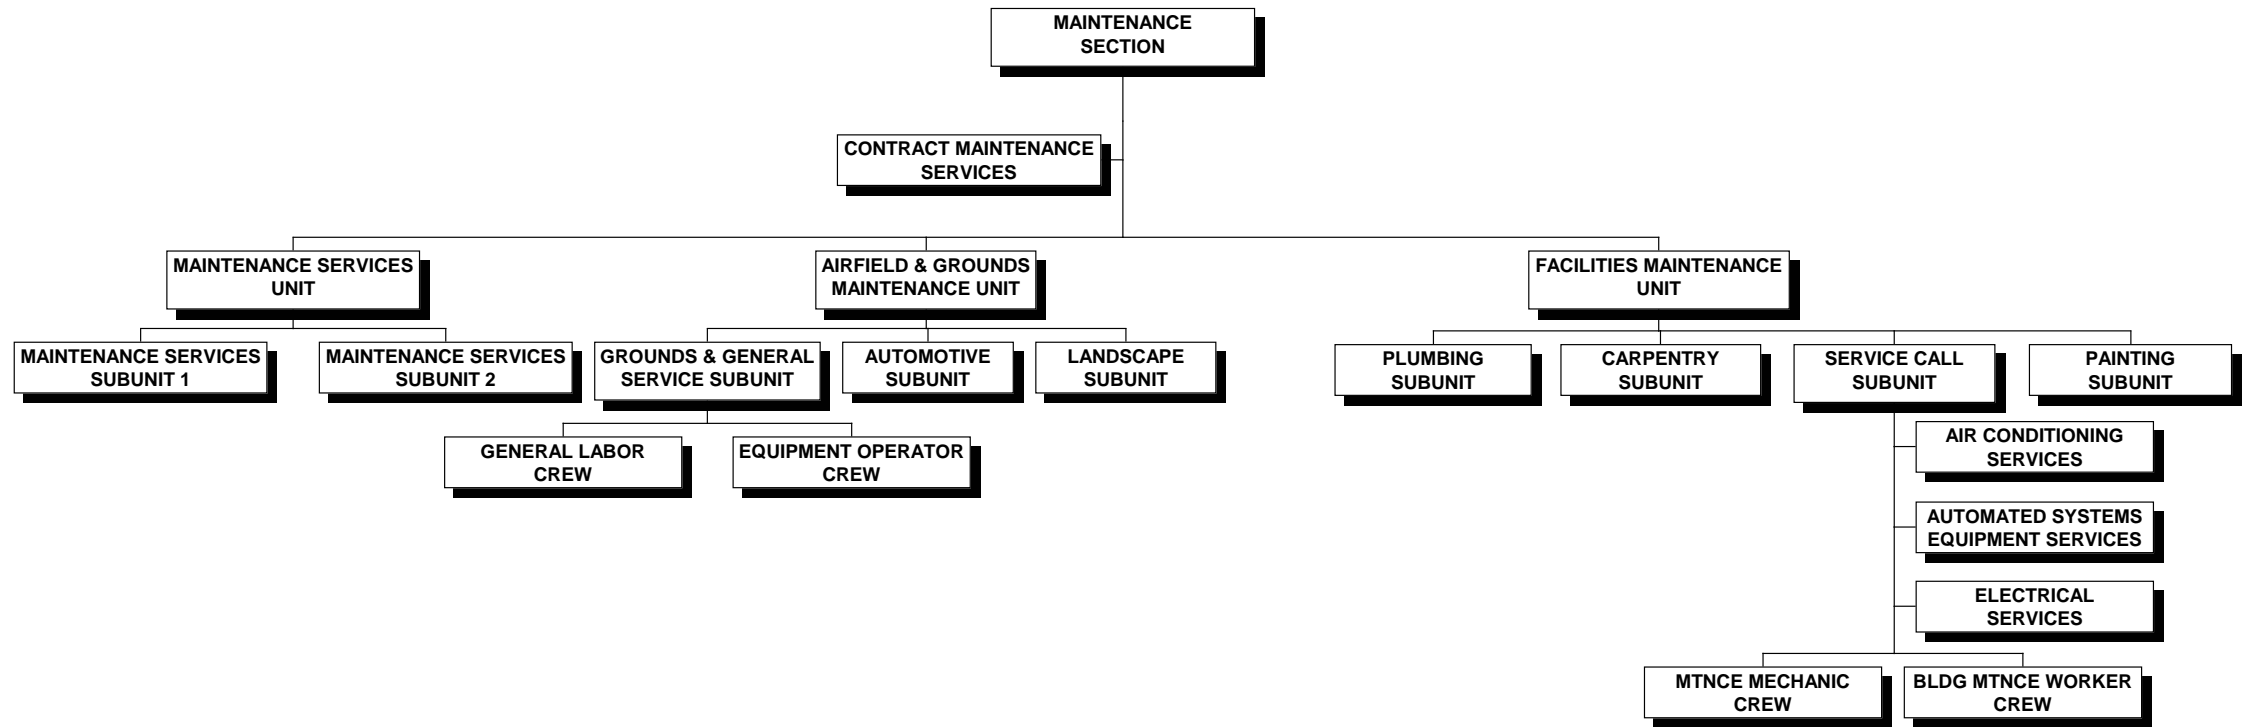 MAINTENANCE
SECTION
CONTRACT MAINTENANCE
SERVICES
MAINTENANCE SERVICES
UNIT
AIRFIELD & GROUNDS
MAINTENANCE UNIT
FACILITIES MAINTENANCE
UNIT
MAINTENANCE SERVICES
SUBUNIT 1
MAINTENANCE SERVICES
SUBUNIT 2
GROUNDS & GENERAL
SERVICE SUBUNIT
AUTOMOTIVE
SUBUNIT
LANDSCAPE
SUBUNIT
PLUMBING
SUBUNIT
CARPENTRY
SUBUNIT
SERVICE CALL
SUBUNIT
PAINTING
SUBUNIT
GENERAL LABOR
CREW
EQUIPMENT OPERATOR
CREW
AIR CONDITIONING
SERVICES
AUTOMATED SYSTEMS
EQUIPMENT SERVICES
ELECTRICAL
SERVICES
MTNCE MECHANIC
CREW
BLDG MTNCE WORKER
CREW